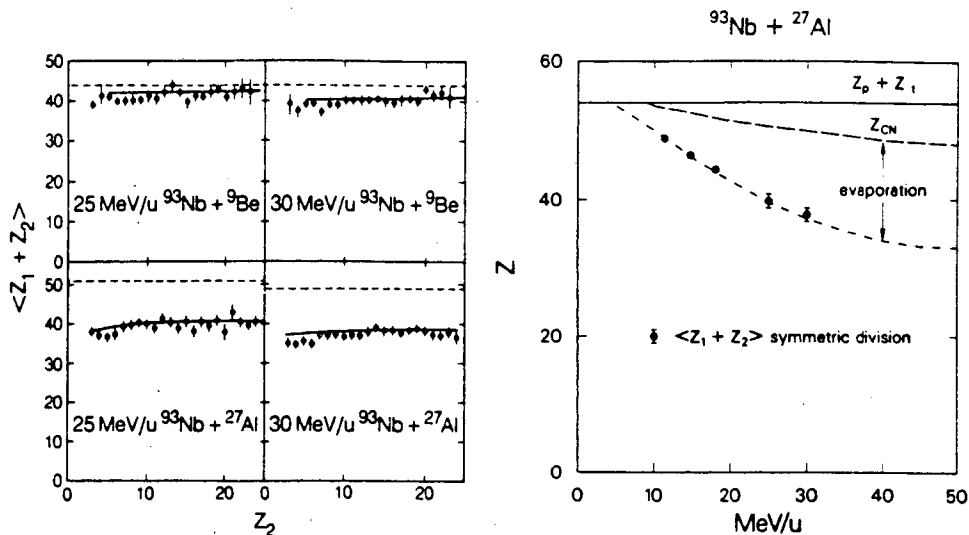 50
40
30
20
10
0
25 MeV/u ⁹³Nb + ⁹Be
30 MeV/u ⁹³Nb + ⁹Be
<Z₁ + Z₂>
50
40
30
20
10
0
25 MeV/u ⁹³Nb + ²⁷Al
30 MeV/u ⁹³Nb + ²⁷Al
0 10 20 0 10 20
Z₂
⁹³Nb + ²⁷Al
60
40
20
0
Z
Zₚ + Z t
Z_CN
evaporation
<Z₁ + Z₂> symmetric division
0 10 20 30 40 50
MeV/u